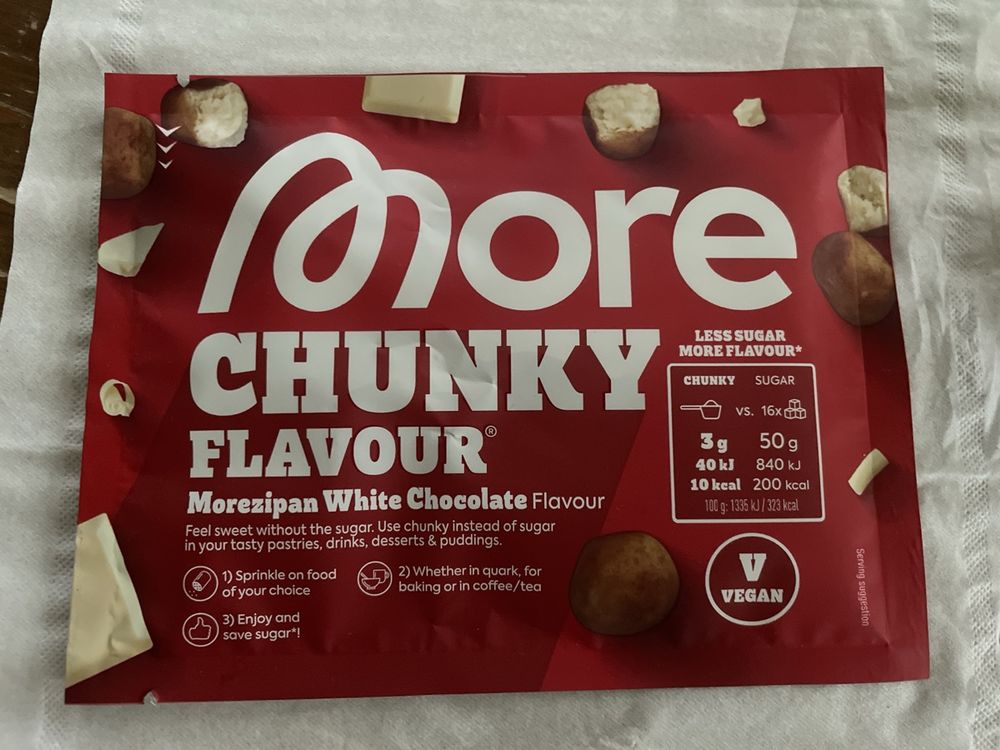 More
CHUNKY
FLAVOUR®
Morezipan White Chocolate Flavour
Feel sweet without the sugar. Use chunky instead of sugar
in your tasty pastries, drinks, desserts & puddings.
1) Sprinkle on food
of your choice
2) Whether in quark, for
baking or in coffee/tea
3) Enjoy and
save sugar*!
LESS SUGAR
MORE FLAVOUR*
CHUNKY SUGAR
vs. 16x
3 g 50 g
40 kJ 840 kJ
10 kcal 200 kcal
100 g: 1335 kJ / 323 kcal
V
VEGAN
Serving suggestion